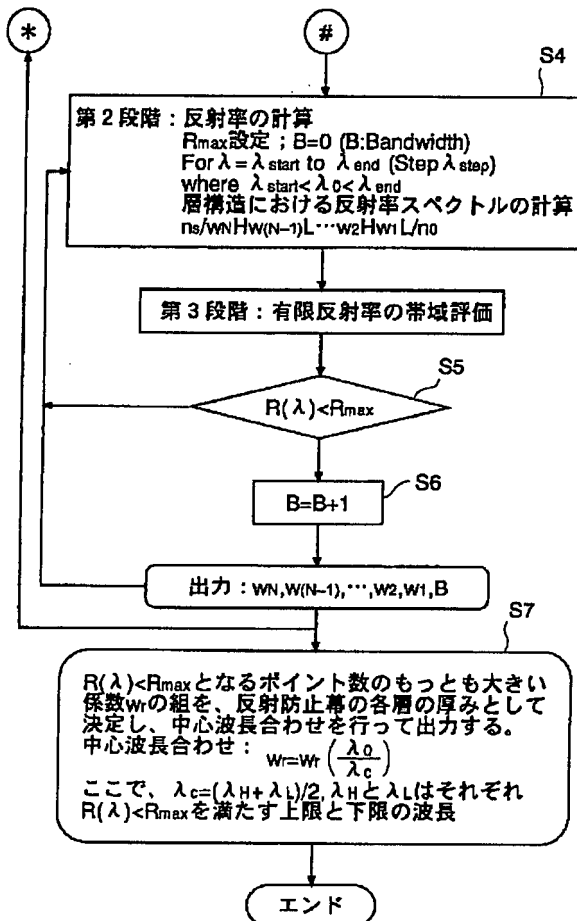 *
#
S4
第2段階：反射率の計算
Rmax設定；B=0 (B:Bandwidth)
For λ=λstart to λend (Step λstep)
where λstart<λ0<λend
層構造における反射率スペクトルの計算
ns/wNHw(N−1)L…w2Hw1L/n0
第3段階：有限反射率の帯域評価
S5
R(λ)<Rmax
S6
B=B+1
出力：wN,w(N−1),…,w2,w1,B
S7
R(λ)<Rmaxとなるポイント数のもっとも大きい
係数wrの組を、反射防止幕の各層の厚みとして
決定し、中心波長合わせを行って出力する。
中心波長合わせ： wr=wr(λ0/λc)
ここで、λc=(λH+λL)/2,λHとλLはそれぞれ
R(λ)<Rmaxを満たす上限と下限の波長
エンド